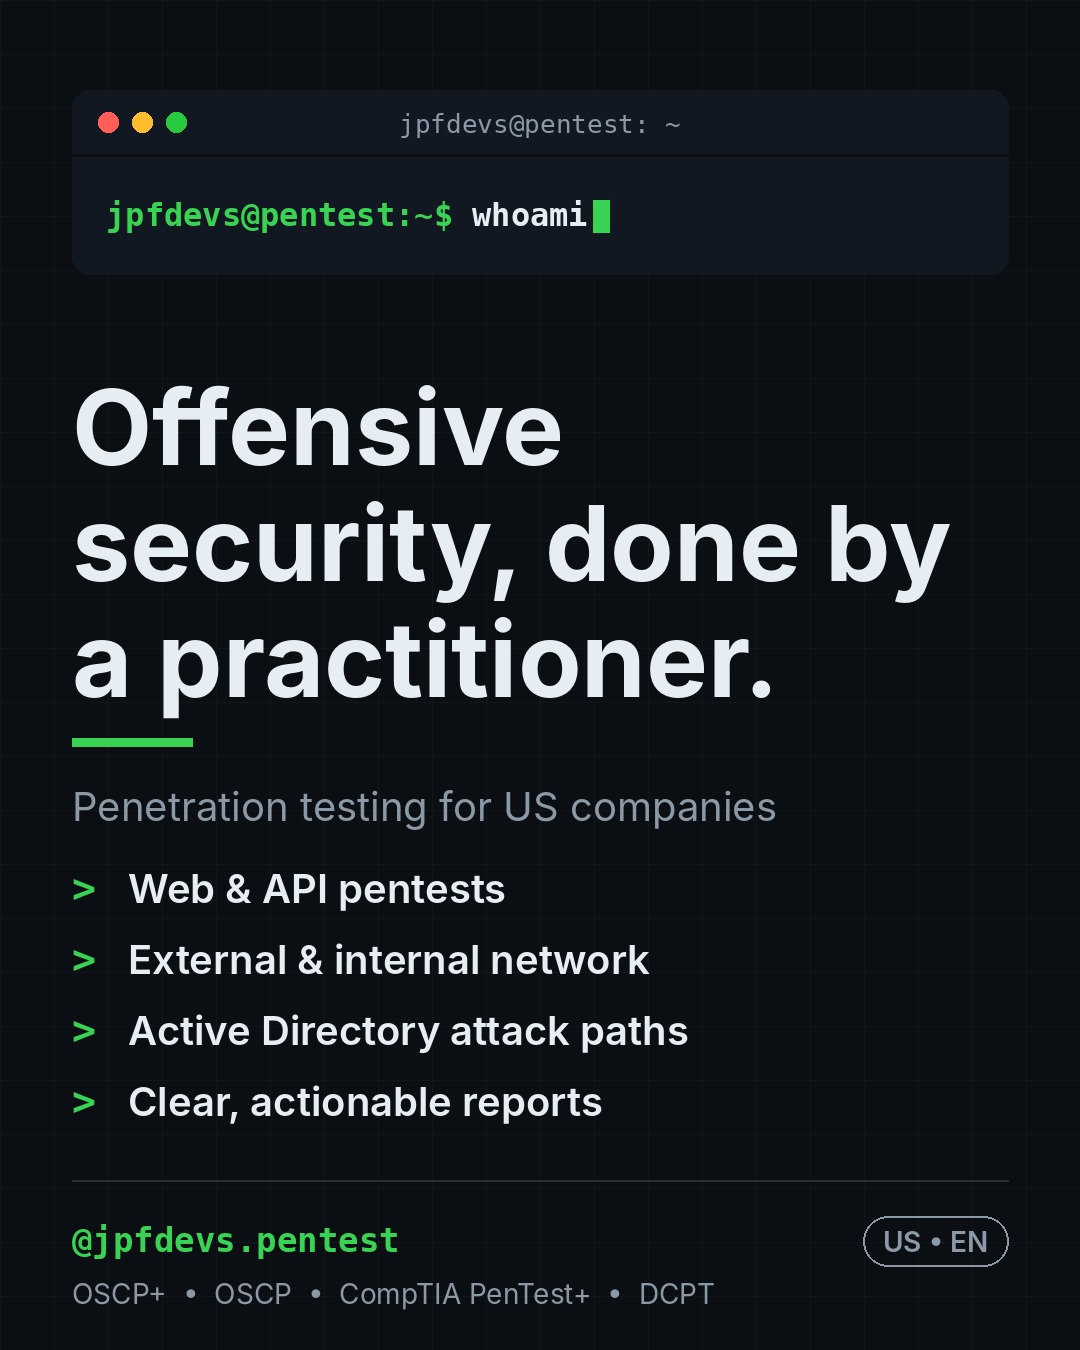 jpfdevs@pentest: ~
jpfdevs@pentest:~$ whoami
Offensive
security, done by
a practitioner.
Penetration testing for US companies
> Web & API pentests
> External & internal network
> Active Directory attack paths
> Clear, actionable reports
@jpfdevs.pentest
US • EN
OSCP+ • OSCP • CompTIA PenTest+ • DCPT